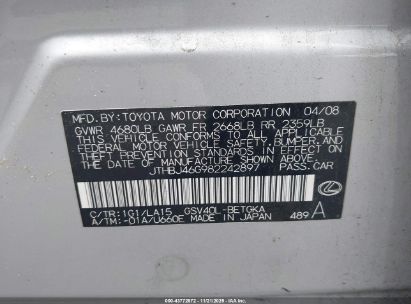 MFD.BY:TOYOTA MOTOR CORPORATION 04/08
GVWR 4680LB GAWR FR 2668LB RR 2359LB
THIS VEHICLE CONFORMS TO ALL APPLICABLE
FEDERAL MOTOR VEHICLE SAFETY, BUMPER, AND
THEFT PREVENTION STANDARDS IN EFFECT ON
THE DATE OF MANUFACTURE SHOWN ABOVE.
JTHBJ46G982242897 PASS.CAR
C/TR:1G1/LA15 GSV40L-BETGKA
A/TM:-01A/U660E MADE IN JAPAN 489 A